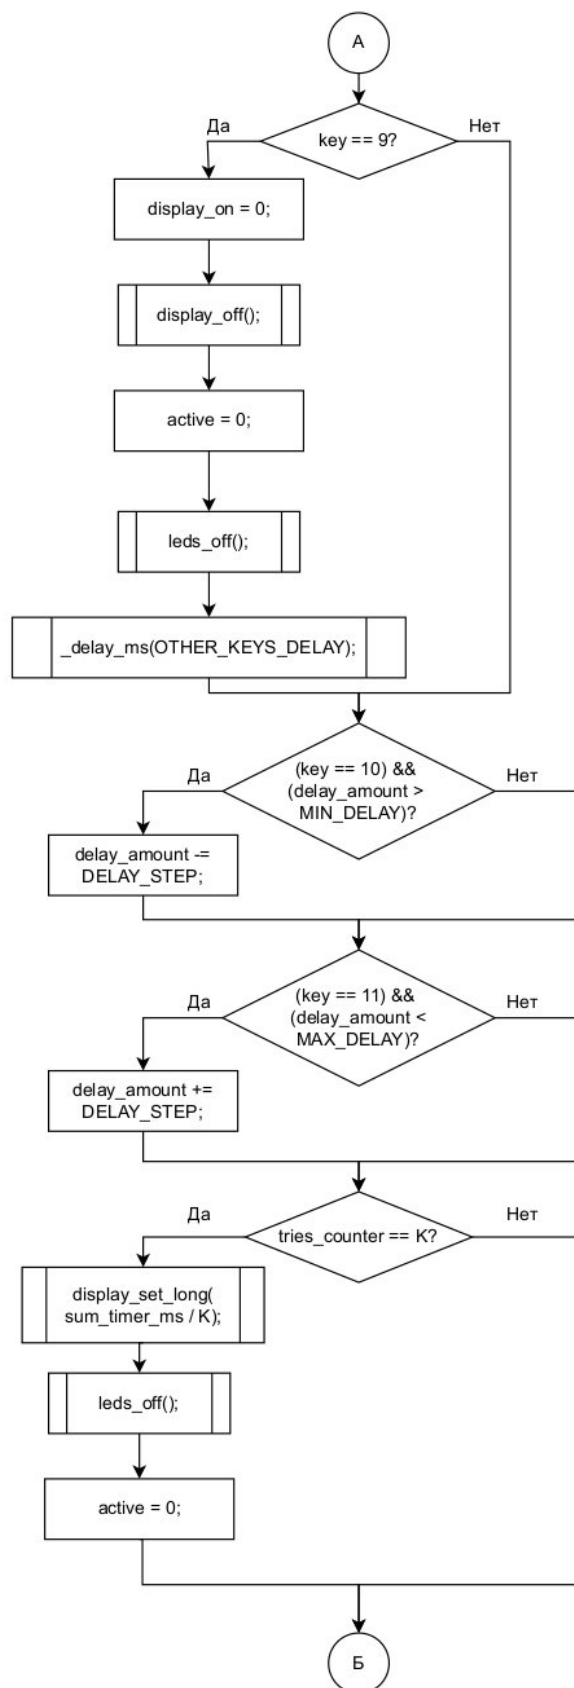 А
Да
Нет
key == 9?
display_on = 0;
display_off();
active = 0;
leds_off();
_delay_ms(OTHER_KEYS_DELAY);
Да
(key == 10) &&
(delay_amount >
MIN_DELAY)?
Нет
delay_amount -=
DELAY_STEP;
Да
(key == 11) &&
(delay_amount <
MAX_DELAY)?
Нет
delay_amount +=
DELAY_STEP;
Да
tries_counter == K?
Нет
display_set_long(
sum_timer_ms / K);
leds_off();
active = 0;
Б